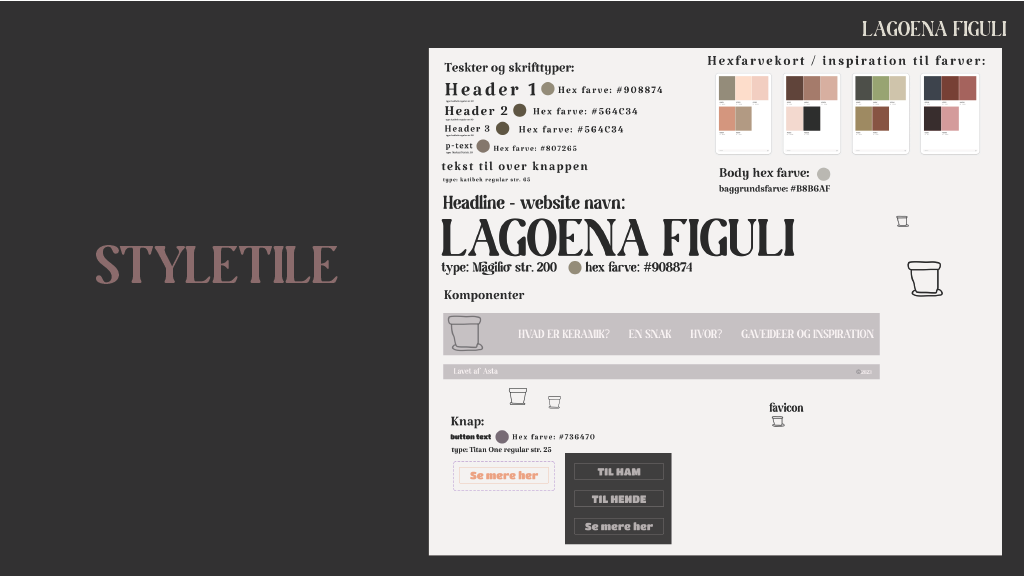 LAGOENA FIGULI
STYLETILE
Teskter og skrifttyper:
Header 1 Hex farve: #908874
Header 2 Hex farve: #564C34
Header 3 Hex farve: #564C34
p-text Hex farve: #807265
tekst til over knappen
type: katibeh regular str. 65
Hexfarvekort / inspiration til farver:
Body hex farve:
baggrundsfarve: #B8B6AF
Headline - website navn:
LAGOENA FIGULI
type: Magilio str. 200 hex farve: #908874
Komponenter
HVAD ER KERAMIK? EN SNAK HVOR? GAVEIDEER OG INSPIRATION
Lavet af Asta
favicon
Knap:
button text Hex farve: #736470
type: Titan One regular str. 25
Se mere her
TIL HAM
TIL HENDE
Se mere her